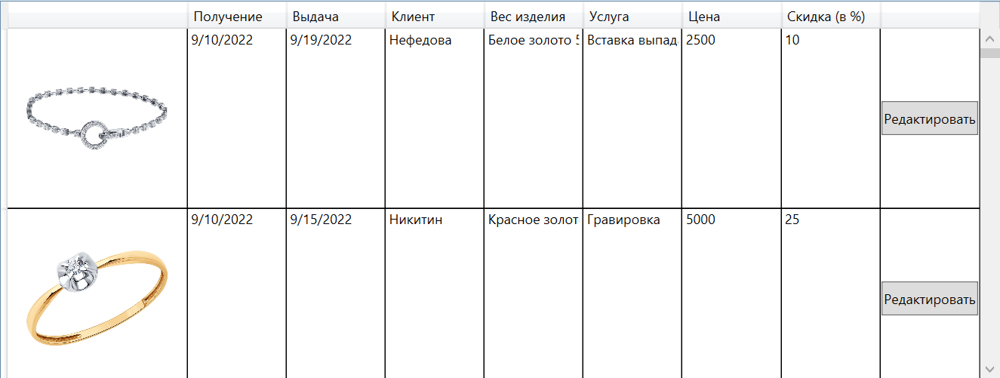 Получение Выдача Клиент Вес изделия Услуга Цена Скидка (в %)
9/10/2022 9/19/2022 Нефедова Белое золото Вставка выпад 2500 10
Редактировать
9/10/2022 9/15/2022 Никитин Красное золот Гравировка 5000 25
Редактировать